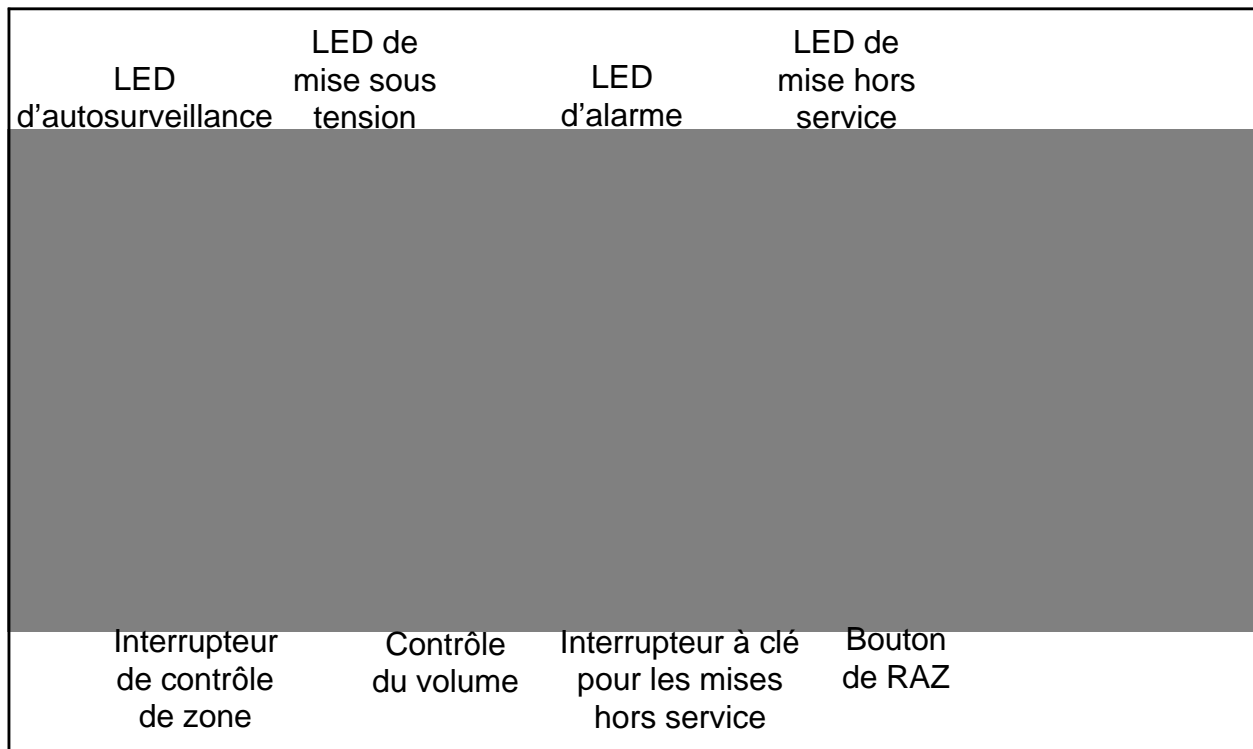 LED
d'autosurveillance
LED de
mise sous
tension
LED
d'alarme
LED de
mise hors
service
Interrupteur
de contrôle
de zone
Contrôle
du volume
Interrupteur à clé
pour les mises
hors service
Bouton
de RAZ